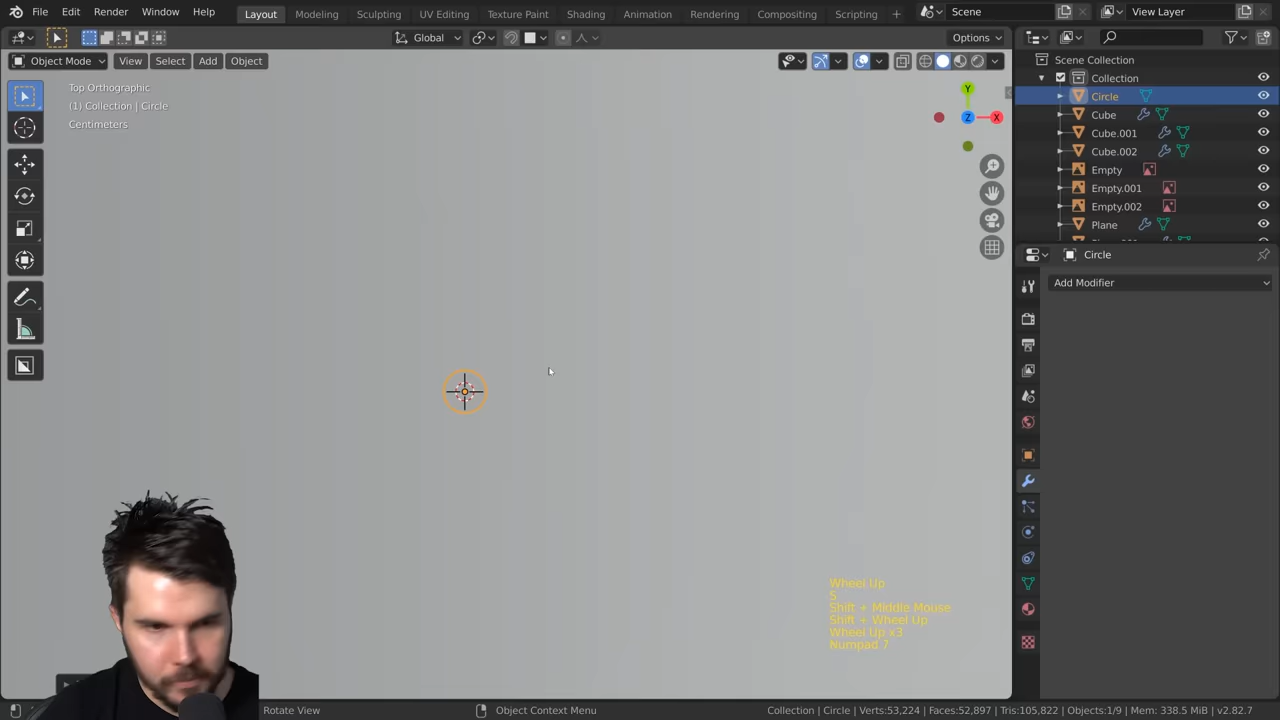 File Edit Render Window Help Layout Modeling Sculpting UV Editing Texture Paint Shading Animation Rendering Compositing Scripting Scene View Layer
Global Options
Object Mode View Select Add Object
Scene Collection
Collection
Circle
Cube
Cube.001
Cube.002
Empty
Empty.001
Empty.002
Plane
Circle
Add Modifier
Top Orthographic
(1) Collection | Circle
Centimeters
Y
Z
X
Wheel Up
S
Shift + Middle Mouse
Shift + Wheel Up
Wheel Up x3
Numpad 7
Rotate View Object Context Menu Collection | Circle | Verts:53,224 | Faces:52,897 | Tris:105,822 | Objects:1/9 | Mem: 338.5 MiB | v2.82.7